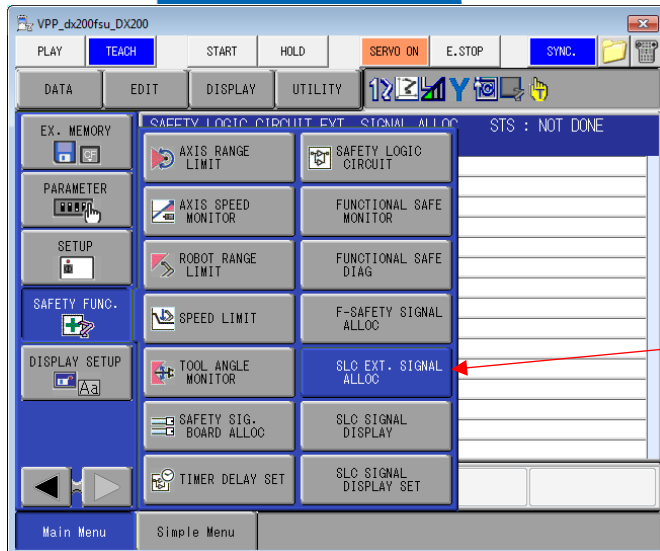 VPP_dx200fsu_DX200
PLAY TEACH START HOLD SERVO ON E.STOP SYNC.
DATA EDIT DISPLAY UTILITY
SAFETY LOGIC CIRCUIT EXT. SIGNAL ALLOC STS : NOT DONE
EX. MEMORY
CF
PARAMETER
SETUP
SAFETY FUNC.
DISPLAY SETUP
Aa
AXIS RANGE
LIMIT
AXIS SPEED
MONITOR
ROBOT RANGE
LIMIT
SPEED LIMIT
TOOL ANGLE
MONITOR
SAFETY SIG.
BOARD ALLOC
TIMER DELAY SET
SAFETY LOGIC
CIRCUIT
FUNCTIONAL SAFE
MONITOR
FUNCTIONAL SAFE
DIAG
F-SAFETY SIGNAL
ALLOC
SLC EXT. SIGNAL
ALLOC
SLC SIGNAL
DISPLAY
SLC SIGNAL
DISPLAY SET
Main Menu Simple Menu